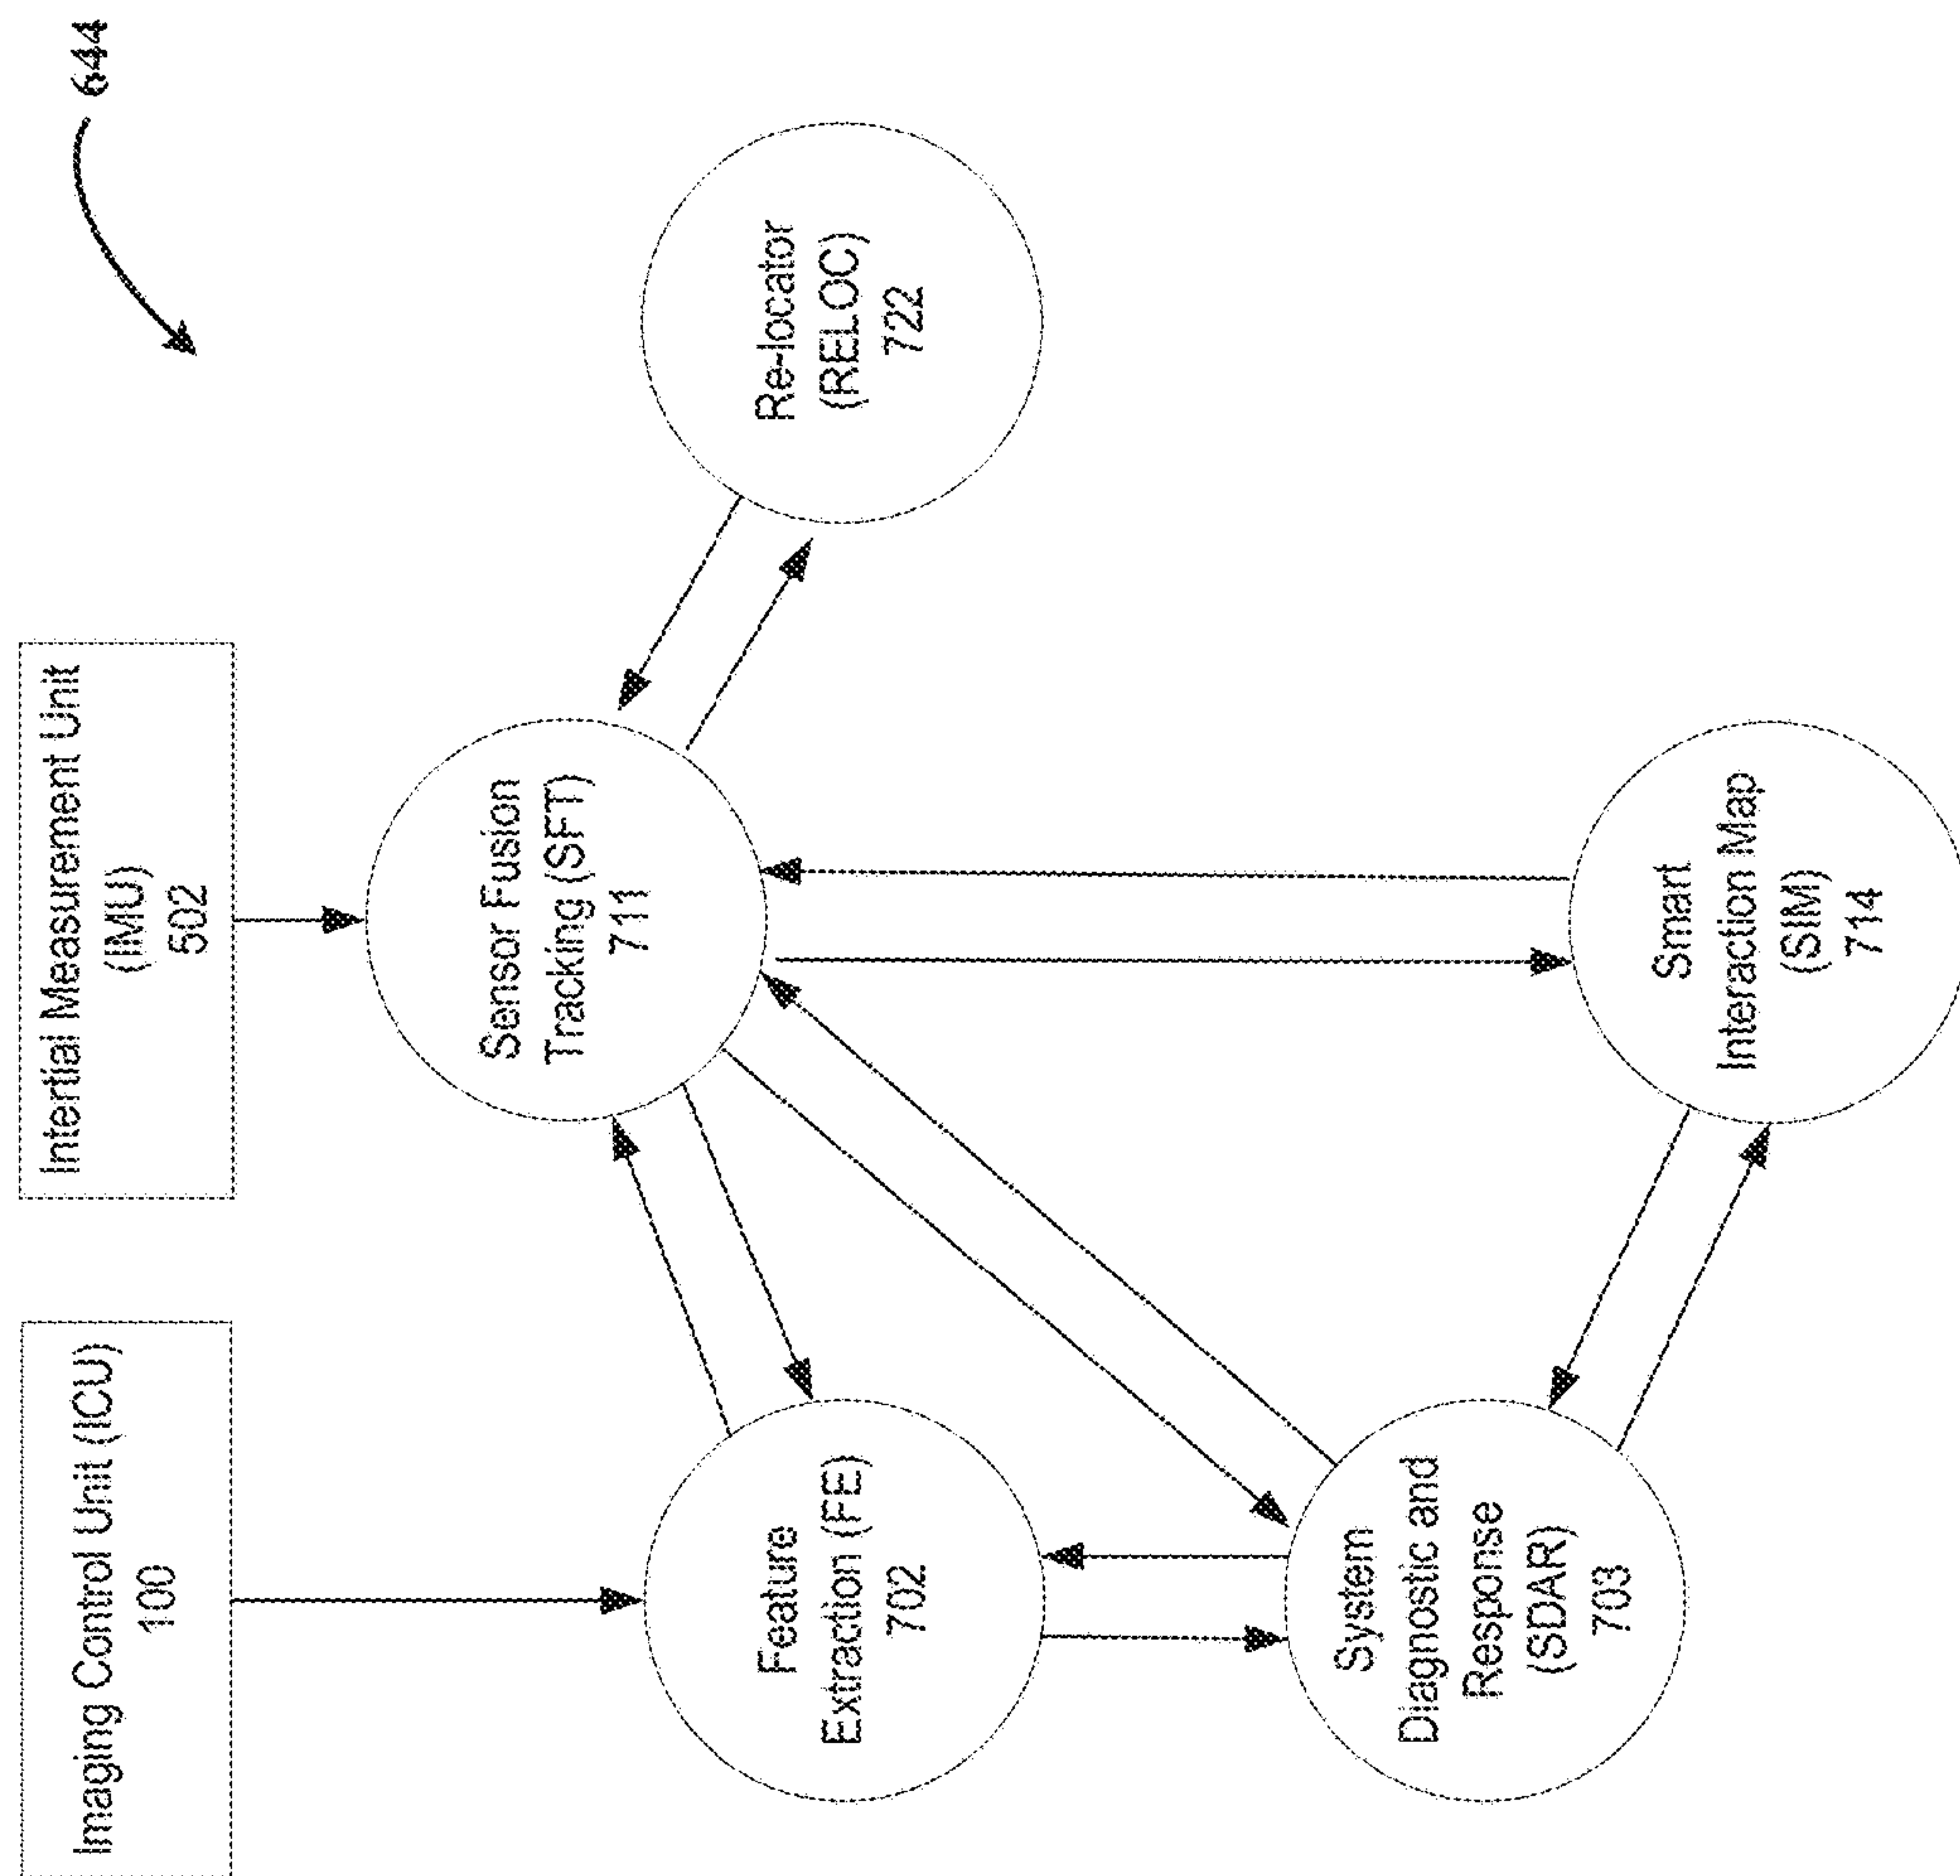 644
Imaging Control Unit (ICU)
100
Intertial Measurement Unit
(IMU)
502
Sensor Fusion
Tracking (SFT)
711
Re-locator
(RELOC)
722
Feature
Extraction (FE)
702
System
Diagnostic and
Response
(SDAR)
703
Smart
Interaction Map
(SIM)
714